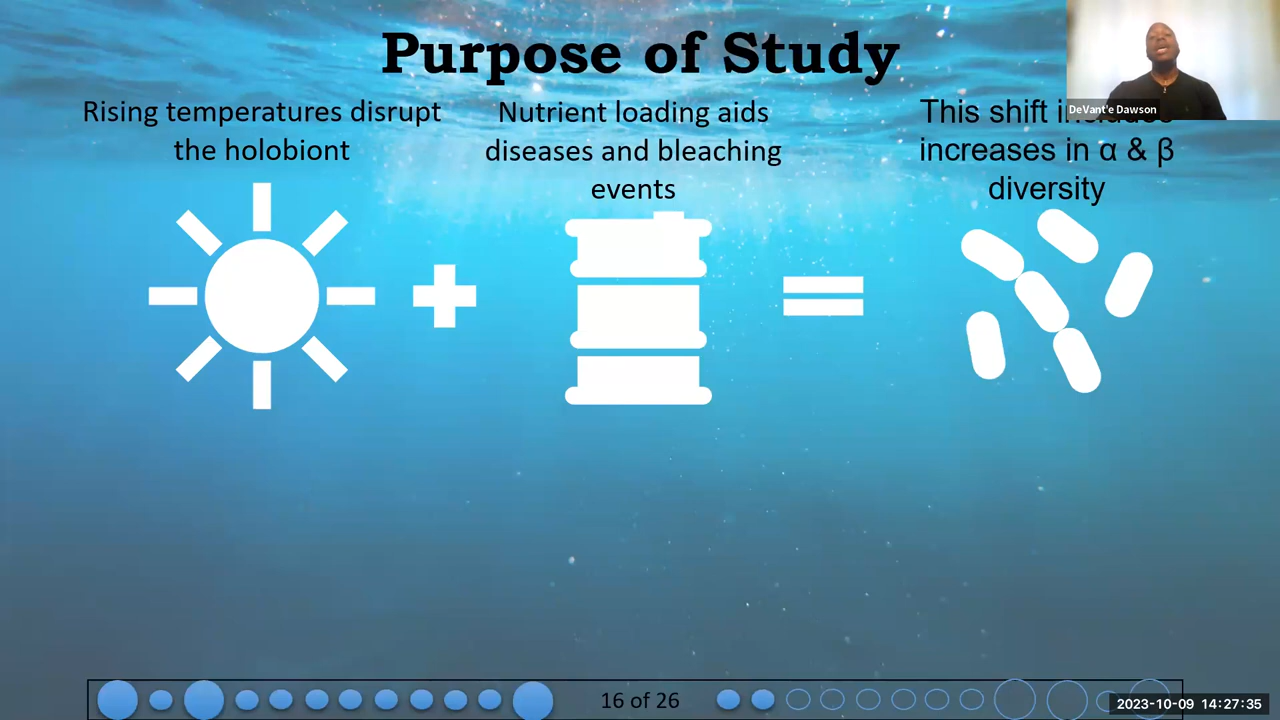 Purpose of Study
Rising temperatures disrupt
the holobiont
Nutrient loading aids
diseases and bleaching
events
This shift
increases in α & β
diversity
DeVant'e Dawson
16 of 26
2023-10-09 14:27:35